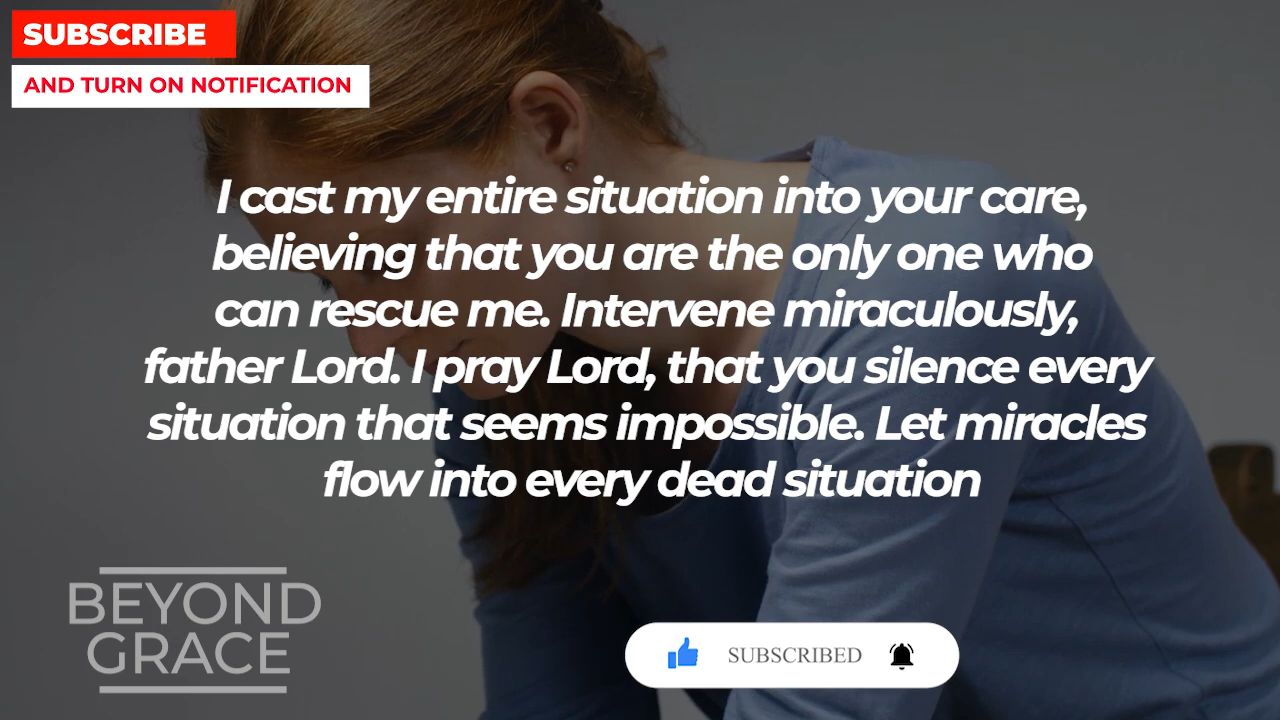 SUBSCRIBE
AND TURN ON NOTIFICATION
I cast my entire situation into your care,
believing that you are the only one who
can rescue me. Intervene miraculously,
father Lord. I pray Lord, that you silence every
situation that seems impossible. Let miracles
flow into every dead situation
BEYOND
GRACE
SUBSCRIBED